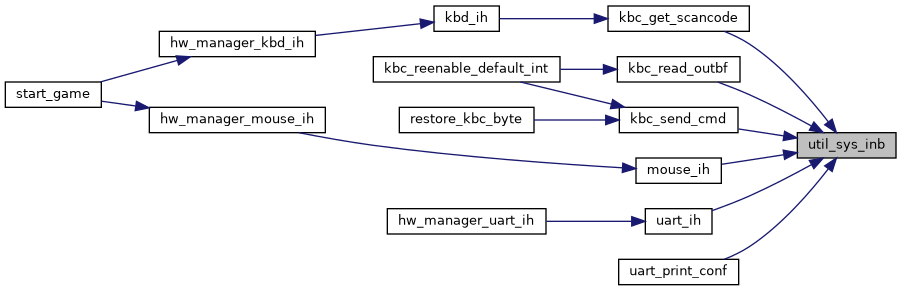 kbd_ih
kbc_get_scancode
hw_manager_kbd_ih
kbc_reenable_default_int
kbc_read_outbf
start_game
hw_manager_mouse_ih
restore_kbc_byte
kbc_send_cmd
util_sys_inb
mouse_ih
hw_manager_uart_ih
uart_ih
uart_print_conf